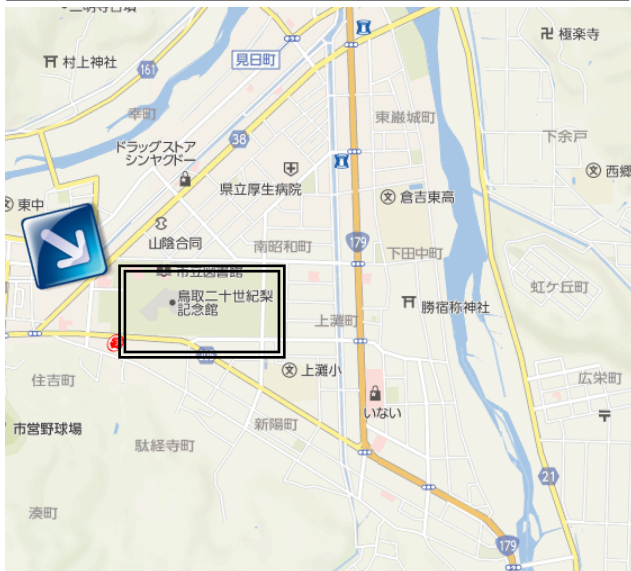 卍 極楽寺
村上神社
見日町
161
幸町
東巌城町
38
下余戸
ドラッグストア
シンヤクドー
県立厚生病院
文 西郷
文 東中
文 倉吉東高
山陰合同
南昭和町
179
下田中町
市立図書館
鳥取二十世紀梨
記念館
虹ケ丘町
勝宿称神社
上灘町
住吉町
文 上灘小
広栄町
いない
〒
市営野球場
新陽町
駄経寺町
21
湊町
179